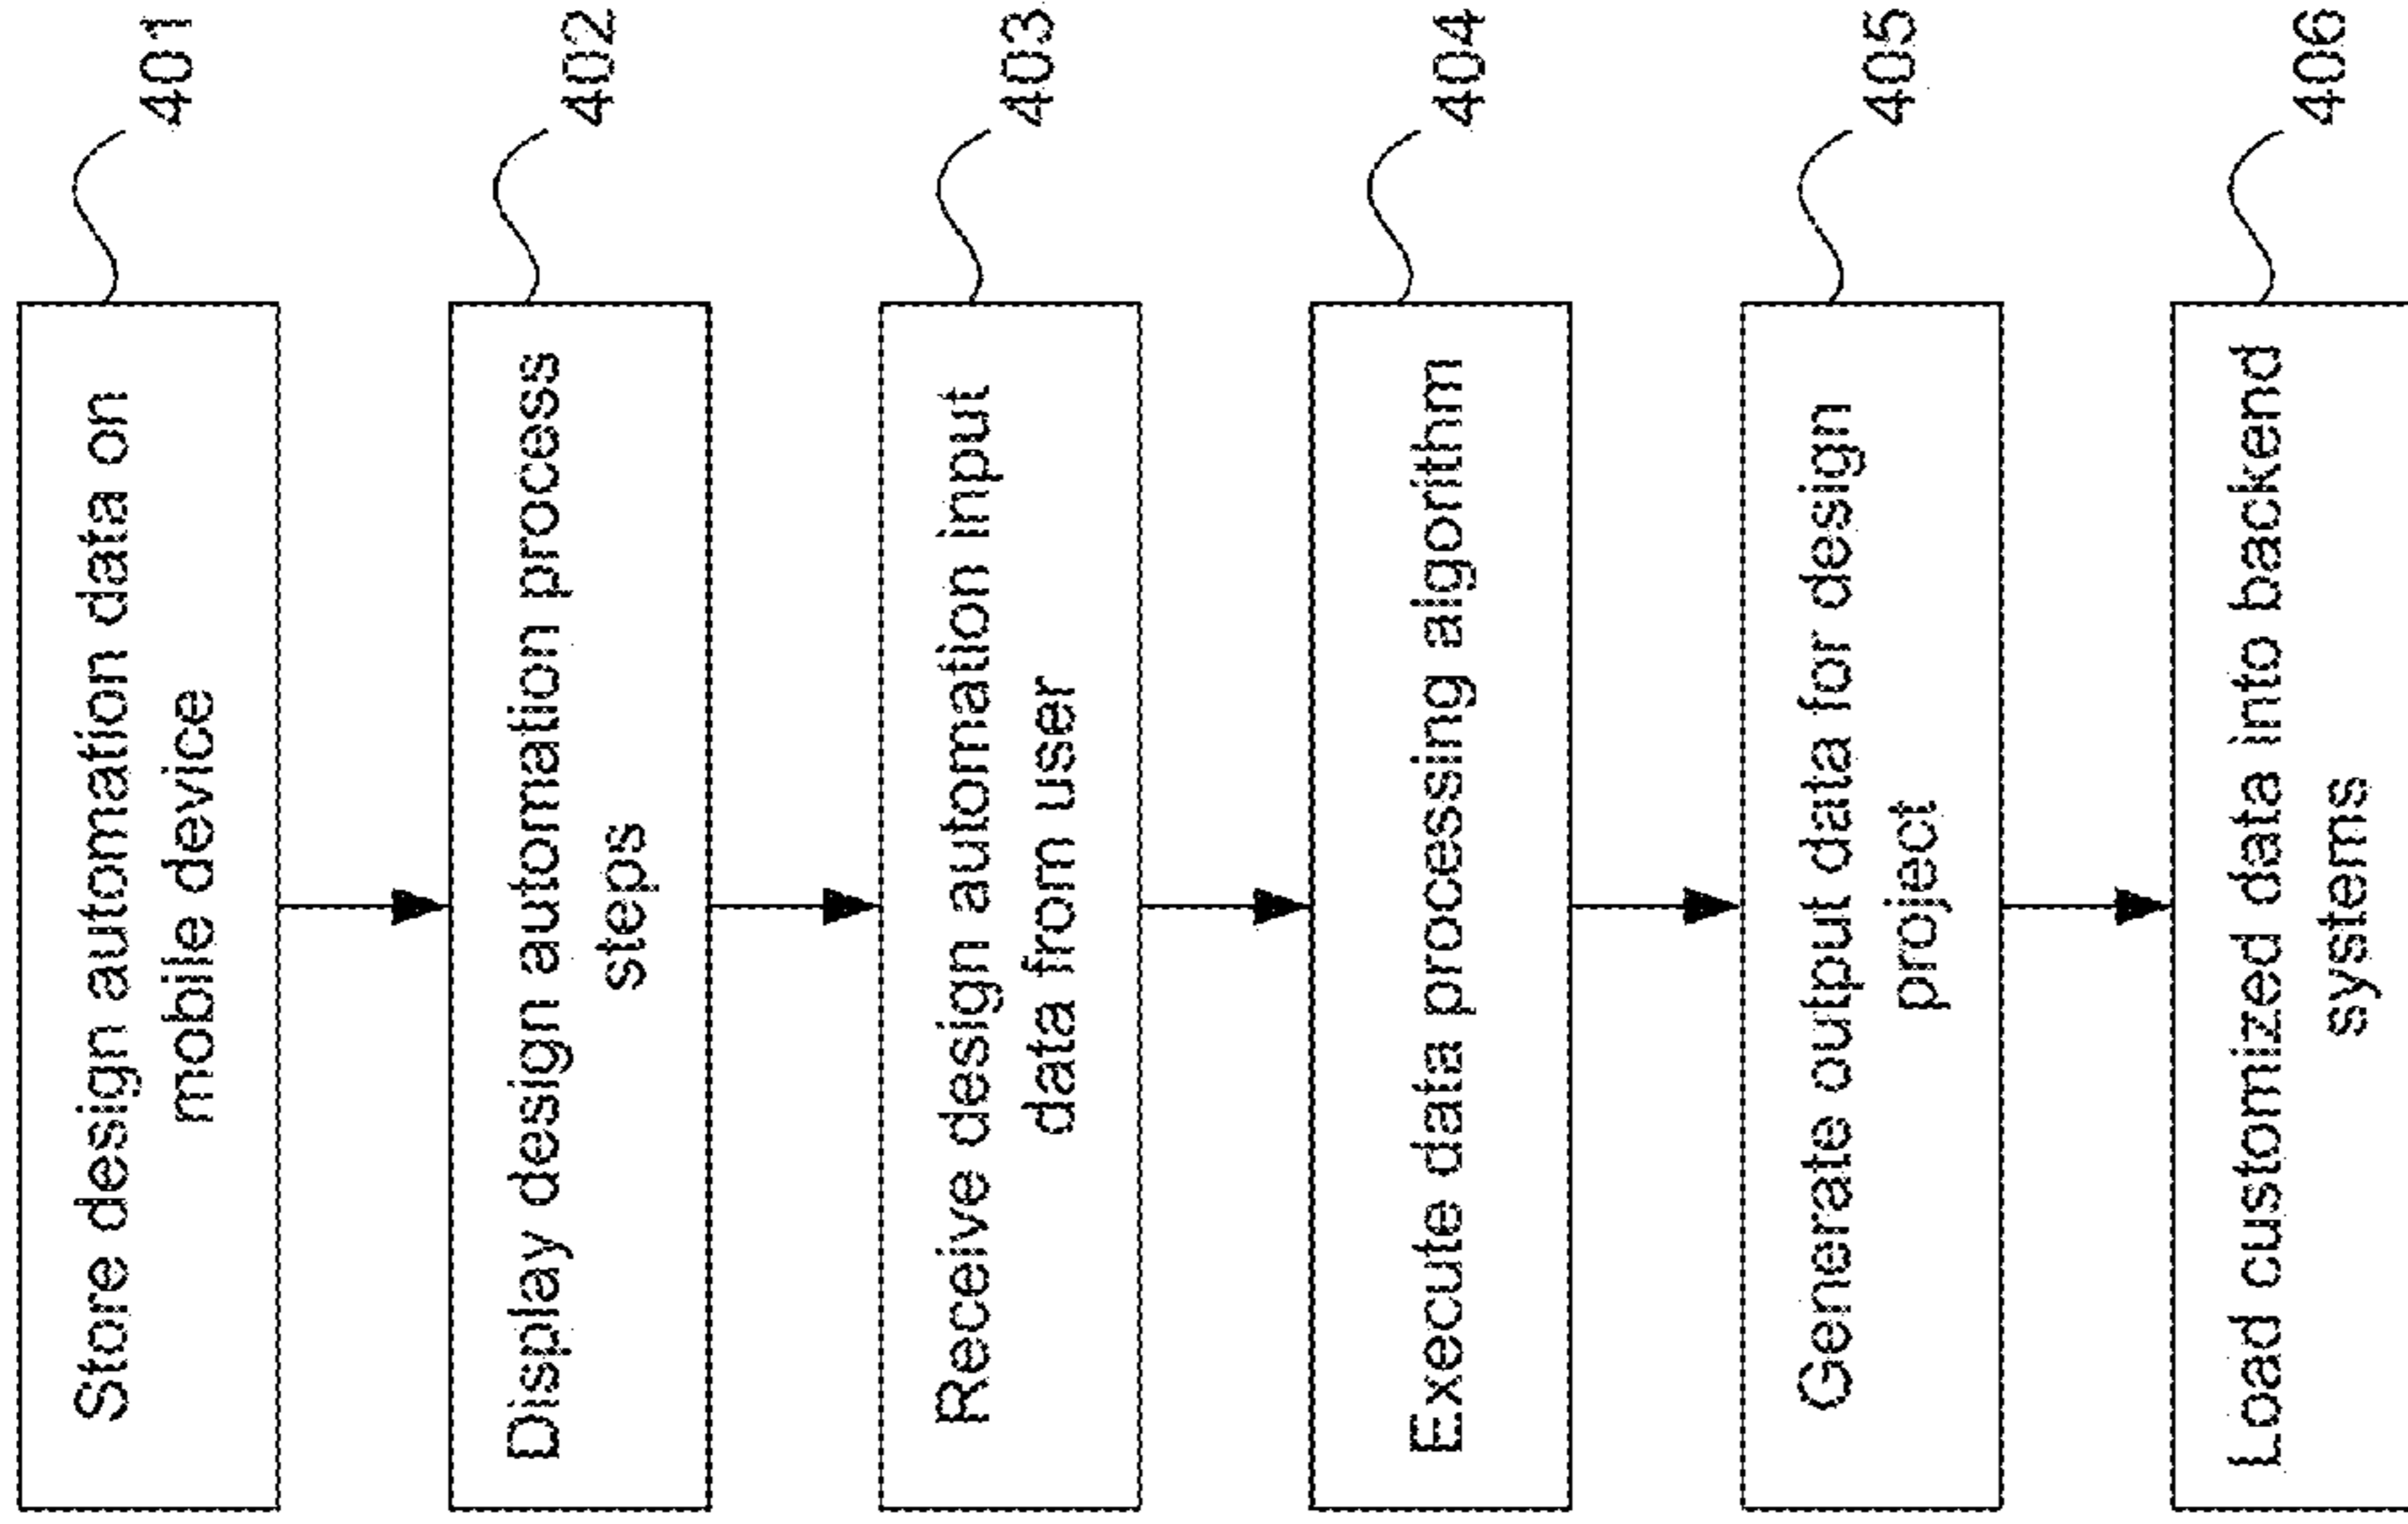 Store design automation data on
mobile device
401
Display design automation process
steps
402
Receive design automation input
data from user
403
Execute data processing algorithm
404
Generate output data for design
project
405
Load customized data into backend
systems
406